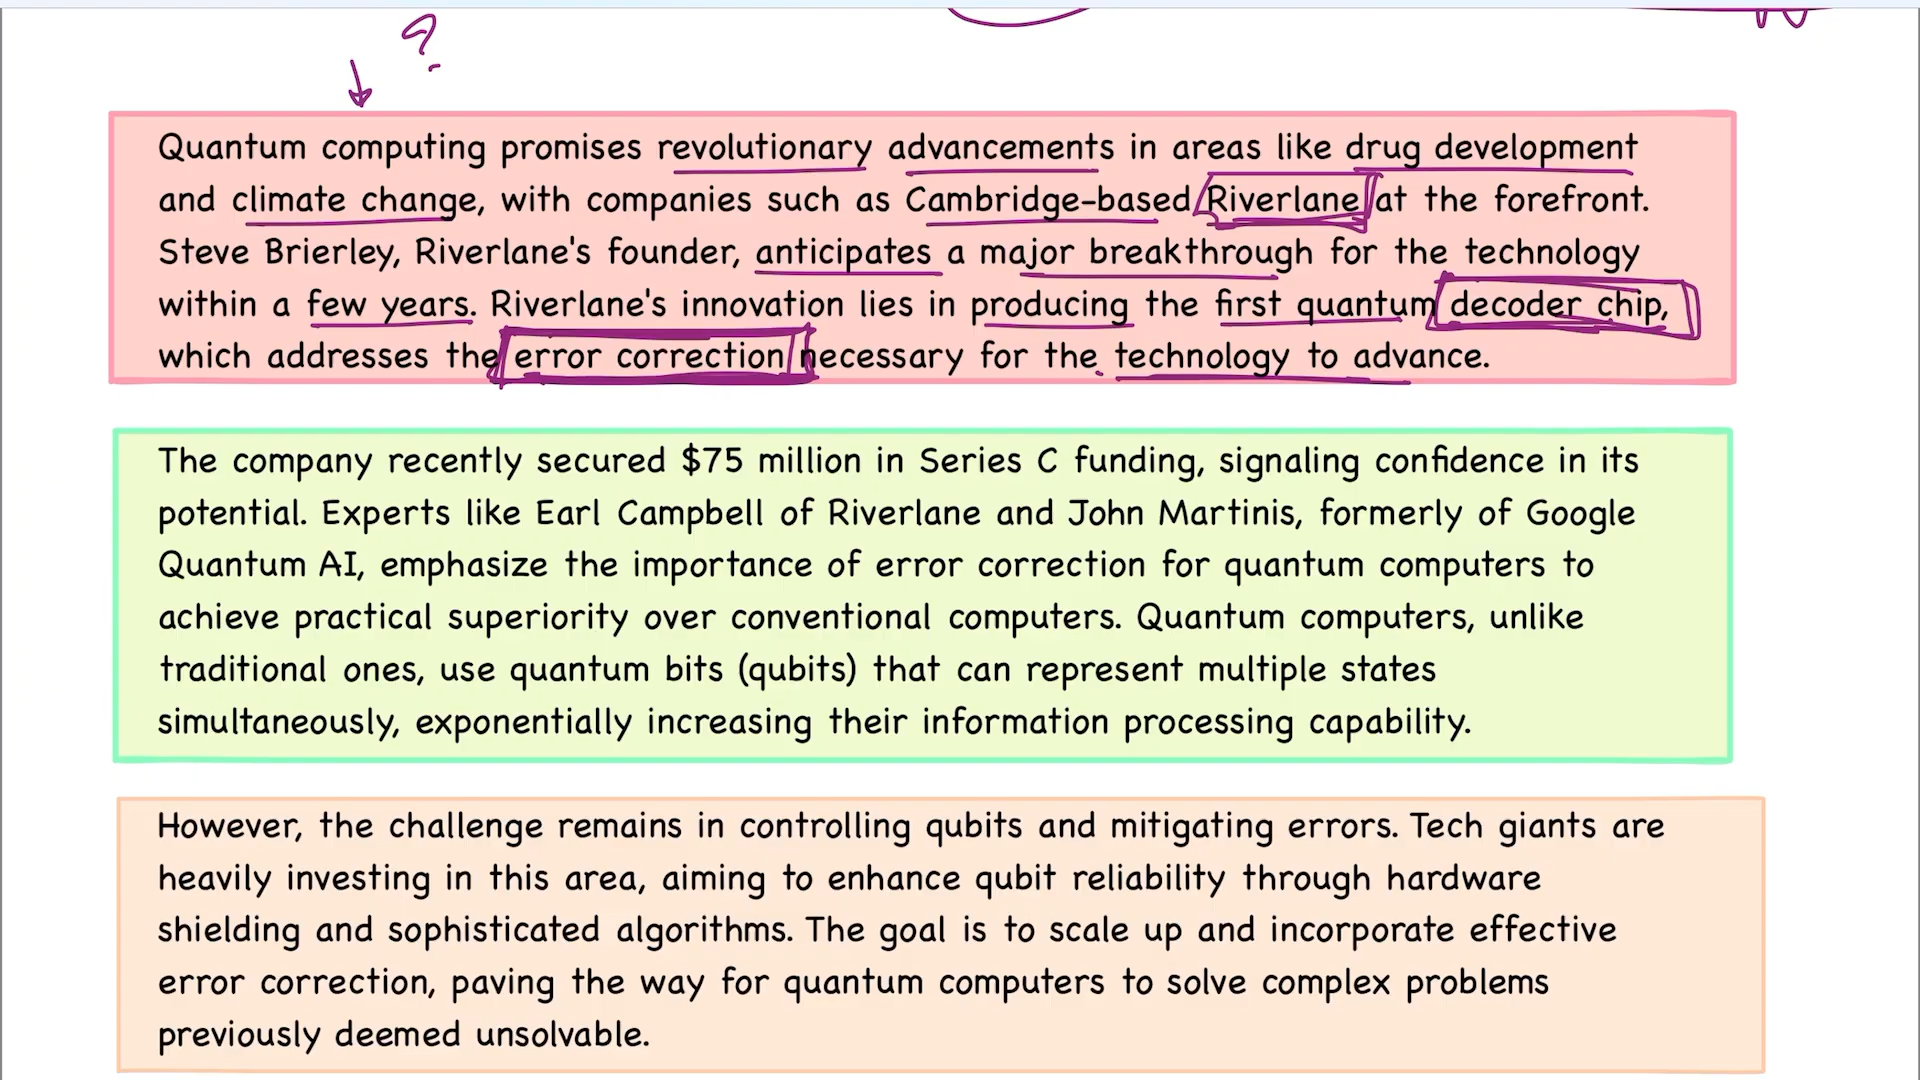 ?
Quantum computing promises revolutionary advancements in areas like drug development
and climate change, with companies such as Cambridge-based Riverlane at the forefront.
Steve Brierley, Riverlane's founder, anticipates a major breakthrough for the technology
within a few years. Riverlane's innovation lies in producing the first quantum decoder chip,
which addresses the error correction necessary for the technology to advance.
The company recently secured $75 million in Series C funding, signaling confidence in its
potential. Experts like Earl Campbell of Riverlane and John Martinis, formerly of Google
Quantum AI, emphasize the importance of error correction for quantum computers to
achieve practical superiority over conventional computers. Quantum computers, unlike
traditional ones, use quantum bits (qubits) that can represent multiple states
simultaneously, exponentially increasing their information processing capability.
However, the challenge remains in controlling qubits and mitigating errors. Tech giants are
heavily investing in this area, aiming to enhance qubit reliability through hardware
shielding and sophisticated algorithms. The goal is to scale up and incorporate effective
error correction, paving the way for quantum computers to solve complex problems
previously deemed unsolvable.